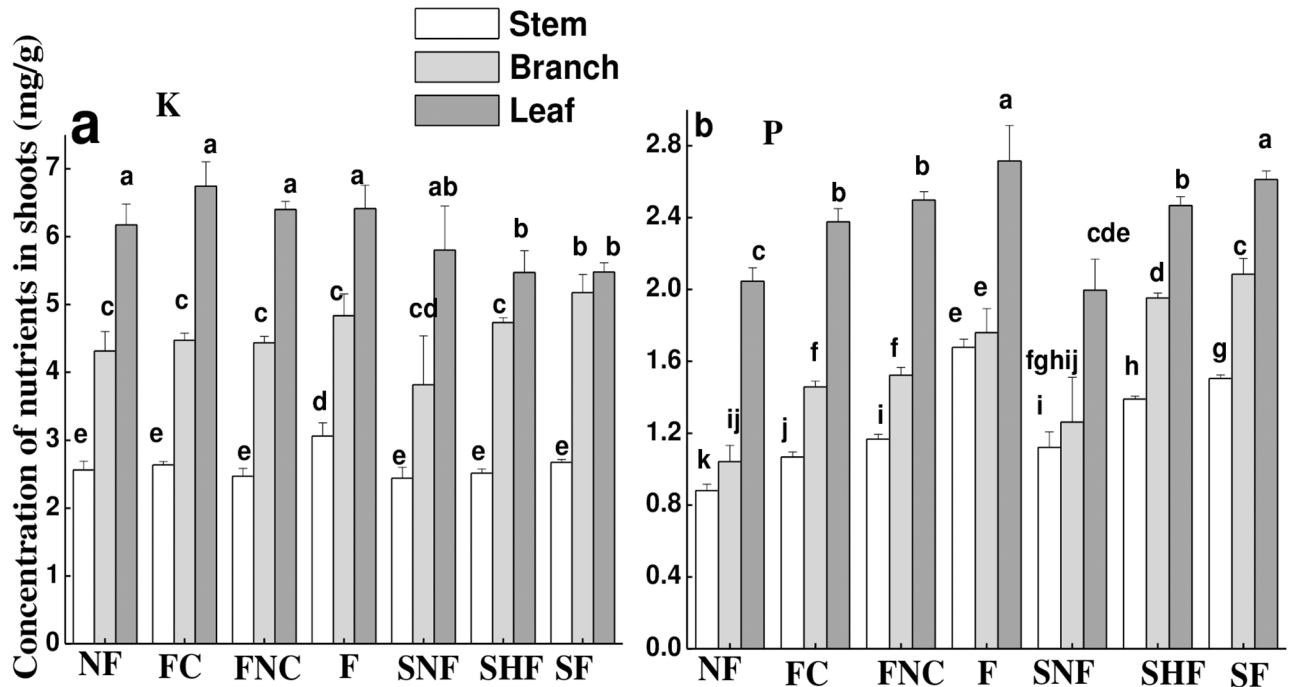 Stem
Branch
Leaf
Concentration of nutrients in shoots (mg/g)
a
K
7
6
5
4
3
2
1
0
e c a
e c a
e c a
d c a
e cd ab
e c b
e b b
NF FC FNC F SNF SHF SF
b
P
2.8
2.4
2.0
1.6
1.2
0.8
0.4
0.0
k ij c
j f b
i f b
e e a
i fghij cde
h d b
g c a
NF FC FNC F SNF SHF SF